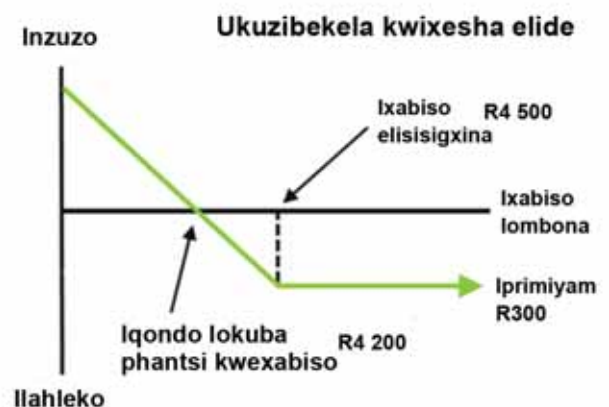 Ukuzibekela kwixesha elide
Inzuzo
Ixabiso R4 500
elisisigxina
Ixabiso
lombona
Iprimiyam
R300
Iqondo lokuba
phantsi kwexabiso R4 200
Ilahleko